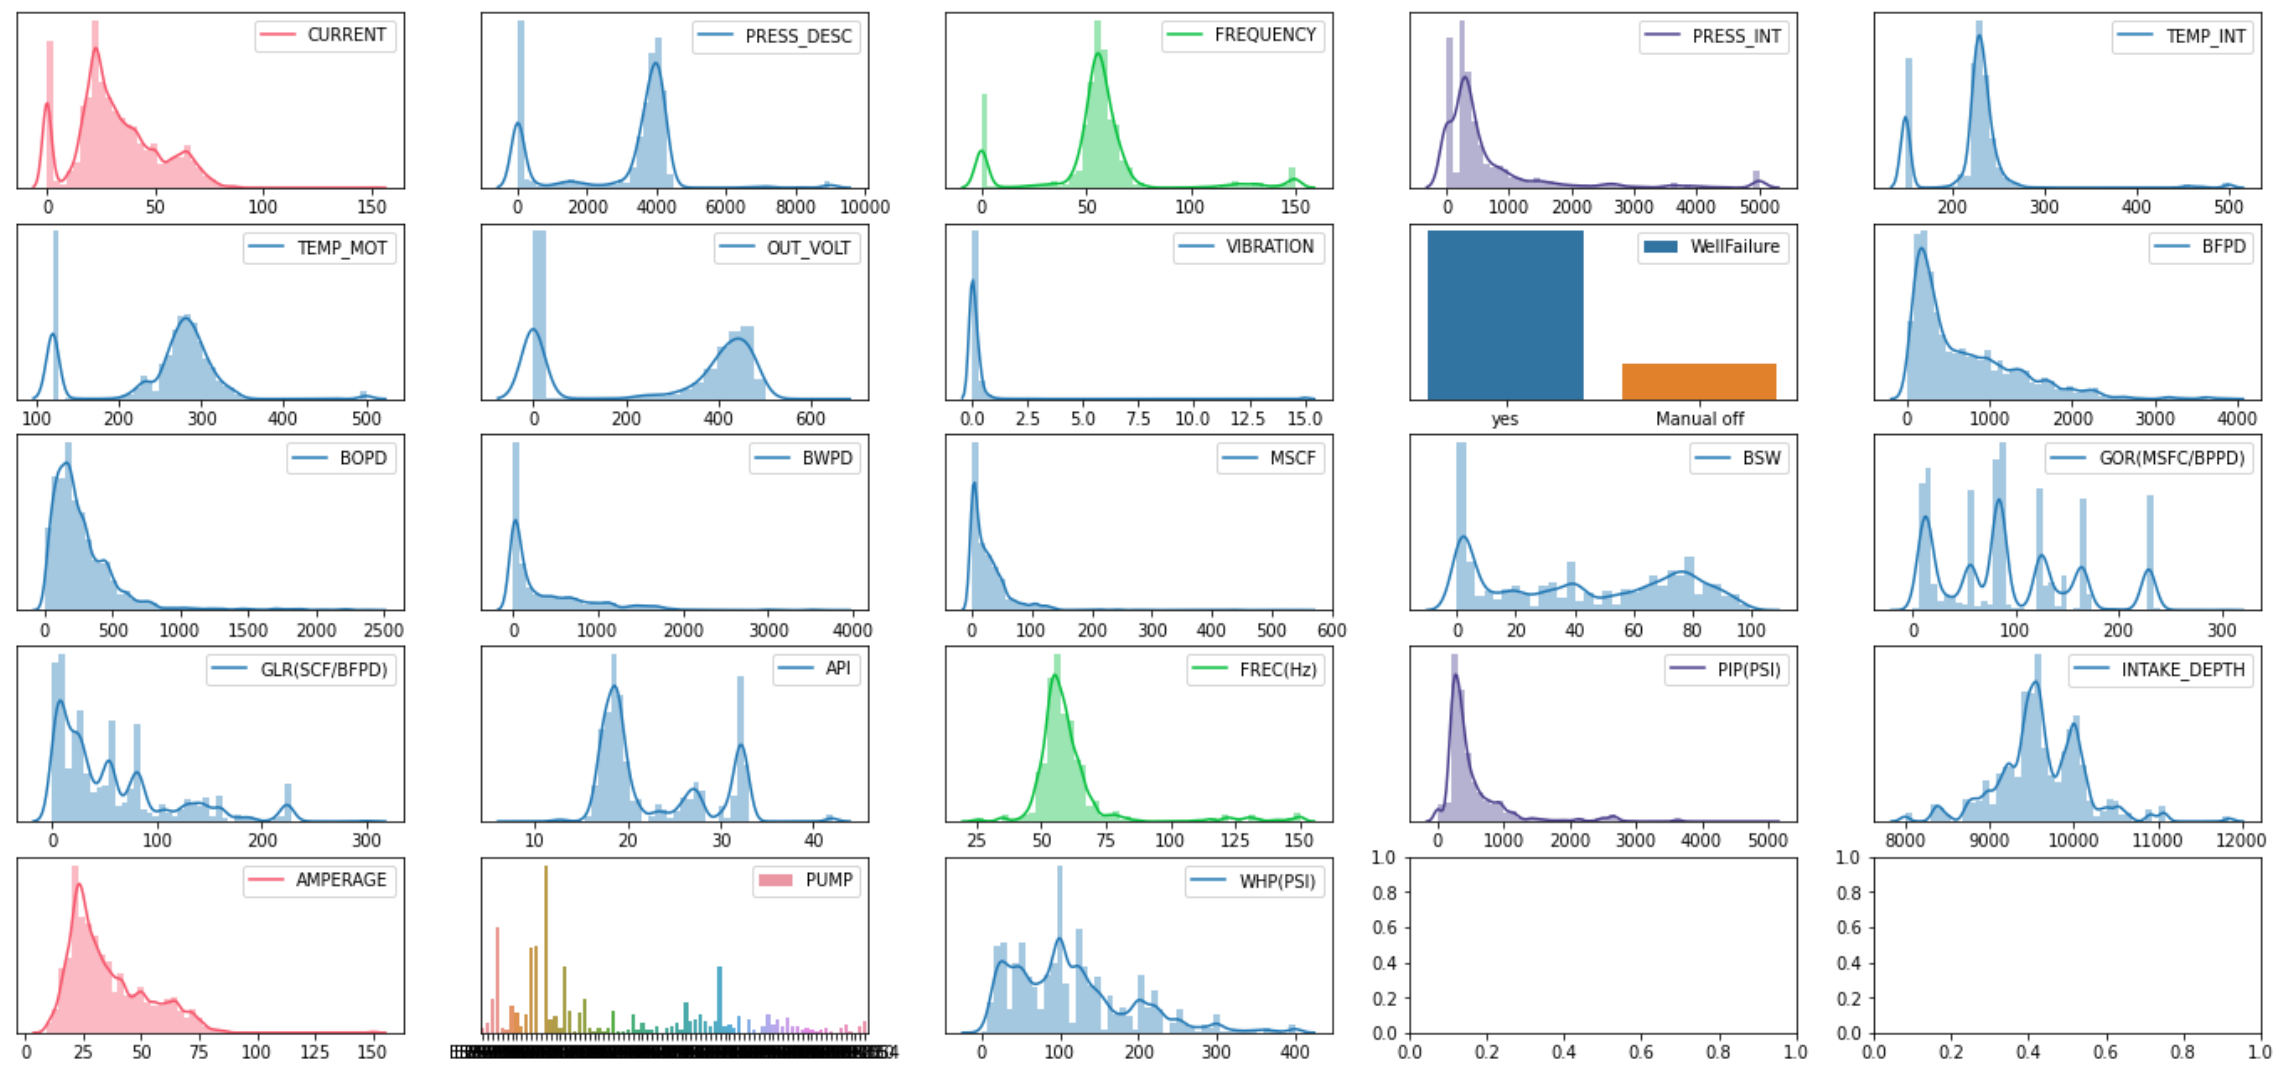 CURRENT
PRESS_DESC
FREQUENCY
PRESS_INT
TEMP_INT
0 50 100 150
0 2000 4000 6000 8000 10000
0 50 100 150
0 1000 2000 3000 4000 5000
200 300 400 500
TEMP_MOT
OUT_VOLT
VIBRATION
WellFailure
BFPD
100 200 300 400 500
0 200 400 600
0.0 2.5 5.0 7.5 10.0 12.5 15.0
yes Manual off
0 1000 2000 3000 4000
BOPD
BWPD
MSCF
BSW
GOR(MSFC/BPPD)
0 500 1000 1500 2000 2500
0 1000 2000 3000 4000
0 100 200 300 400 500 600
0 20 40 60 80 100
0 100 200 300
GLR(SCF/BFPD)
API
FREC(Hz)
PIP(PSI)
INTAKE_DEPTH
0 100 200 300
10 20 30 40
25 50 75 100 125 150
0 1000 2000 3000 4000 5000
8000 9000 10000 11000 12000
AMPERAGE
PUMP
WHP(PSI)
1.0
0.8
0.6
0.4
0.2
0.0
1.0
0.8
0.6
0.4
0.2
0.0
0 25 50 75 100 125 150
0 100 200 300 400
0.0 0.2 0.4 0.6 0.8 1.0
0.0 0.2 0.4 0.6 0.8 1.0